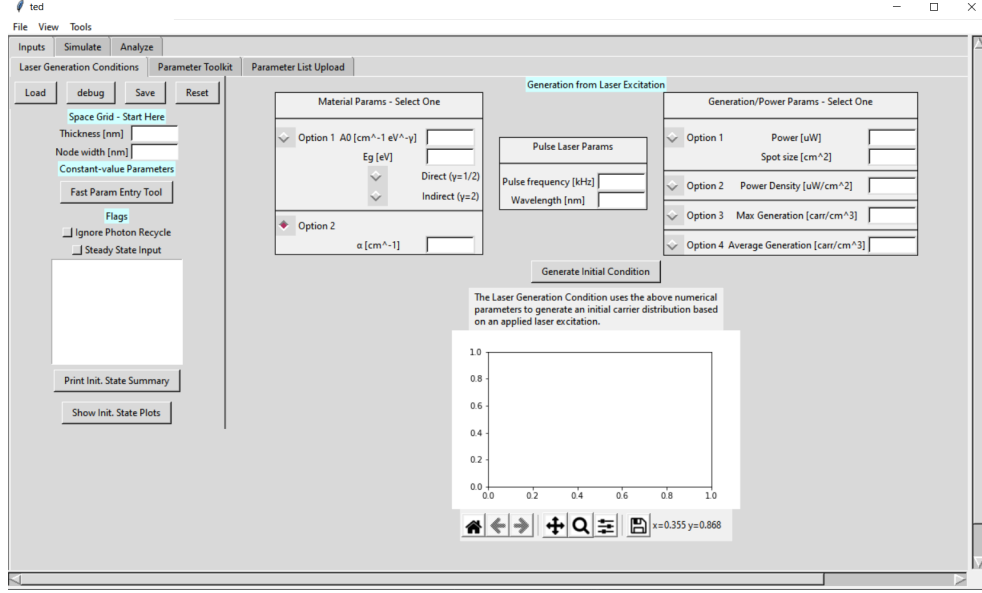 ted
File View Tools
Inputs Simulate Analyze
Laser Generation Conditions Parameter Toolkit Parameter List Upload
Load debug Save Reset
Space Grid - Start Here
Thickness [nm]
Node width [nm]
Constant-value Parameters
Fast Param Entry Tool
Flags
Ignore Photon Recycle
Steady State Input
Print Init. State Summary
Show Init. State Plots
Generation from Laser Excitation
Material Params - Select One
Option 1 A0 [cm^-1 eV^-γ]
Eg [eV]
Direct (γ=1/2)
Indirect (γ=2)
Option 2
α [cm^-1]
Pulse Laser Params
Pulse frequency [kHz]
Wavelength [nm]
Generation/Power Params - Select One
Option 1 Power [uW]
Spot size [cm^2]
Option 2 Power Density [uW/cm^2]
Option 3 Max Generation [carr/cm^3]
Option 4 Average Generation [carr/cm^3]
Generate Initial Condition
The Laser Generation Condition uses the above numerical
parameters to generate an initial carrier distribution based
on an applied laser excitation.
1.0
0.8
0.6
0.4
0.2
0.0
0.0 0.2 0.4 0.6 0.8 1.0
x=0.355 y=0.868